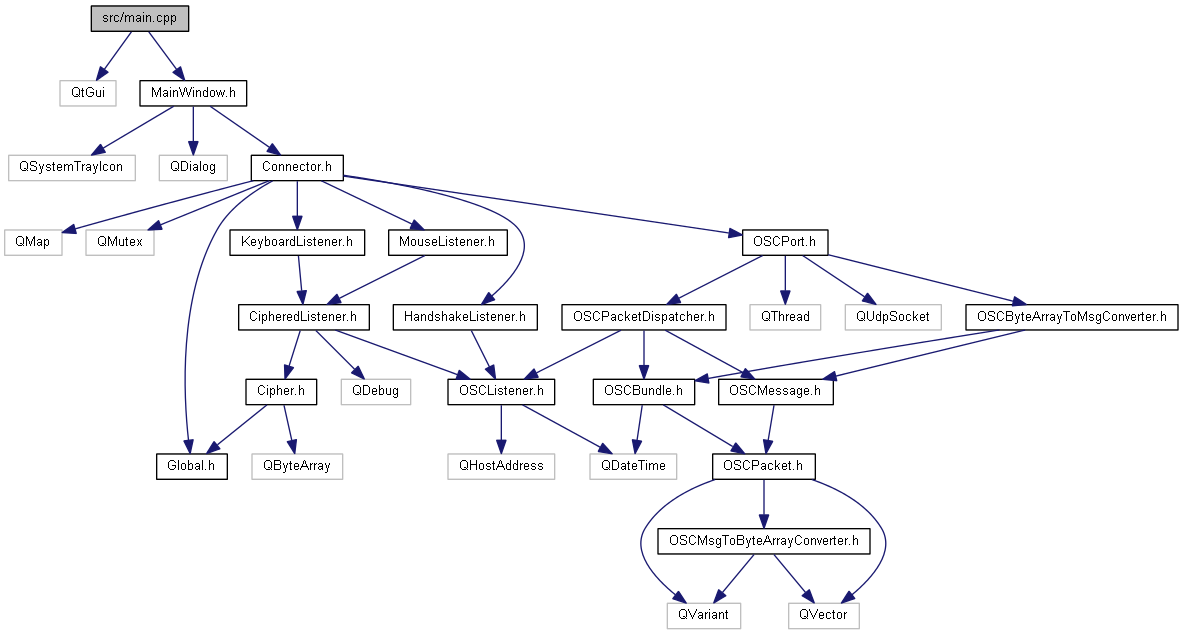 src/main.cpp
QtGui
MainWindow.h
QSystemTrayIcon
QDialog
Connector.h
QMap
QMutex
KeyboardListener.h
MouseListener.h
OSCPort.h
CipheredListener.h
HandshakeListener.h
OSCPacketDispatcher.h
QThread
QUdpSocket
OSCByteArrayToMsgConverter.h
Cipher.h
QDebug
OSCListener.h
OSCBundle.h
OSCMessage.h
Global.h
QByteArray
QHostAddress
QDateTime
OSCPacket.h
OSCMsgToByteArrayConverter.h
QVariant
QVector